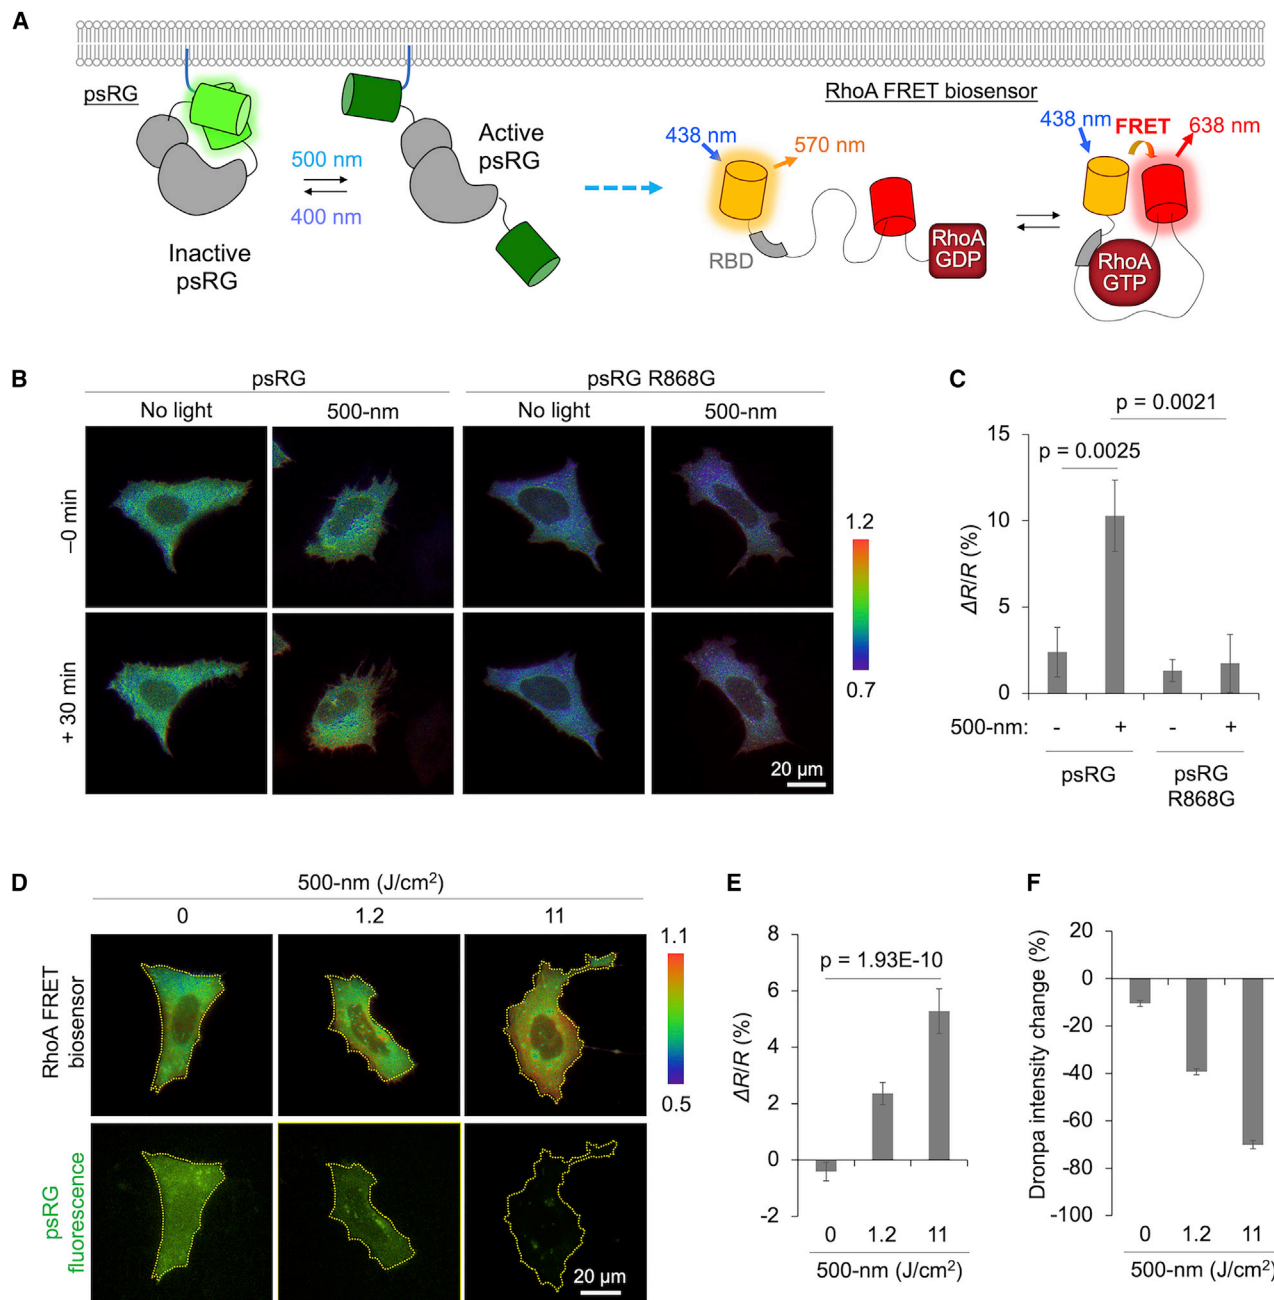 A
psRG
Inactive
psRG
500 nm
400 nm
Active
psRG
RhoA FRET biosensor
438 nm
570 nm
RBD
RhoA
GDP
438 nm
FRET
638 nm
RhoA
GTP
B
psRG
psRG R868G
No light
500-nm
No light
500-nm
–0 min
+ 30 min
20 µm
1.2
0.7
C
p = 0.0021
p = 0.0025
15
10
5
0
ΔR/R (%)
500-nm:
-
+
-
+
psRG
psRG
R868G
D
500-nm (J/cm²)
0
1.2
11
RhoA FRET
biosensor
psRG
fluorescence
20 µm
1.1
0.5
E
p = 1.93E-10
8
6
4
2
0
-2
ΔR/R (%)
0
1.2
11
500-nm (J/cm²)
F
20
0
-20
-40
-60
-80
-100
Dronpa intensity change (%)
0
1.2
11
500-nm (J/cm²)